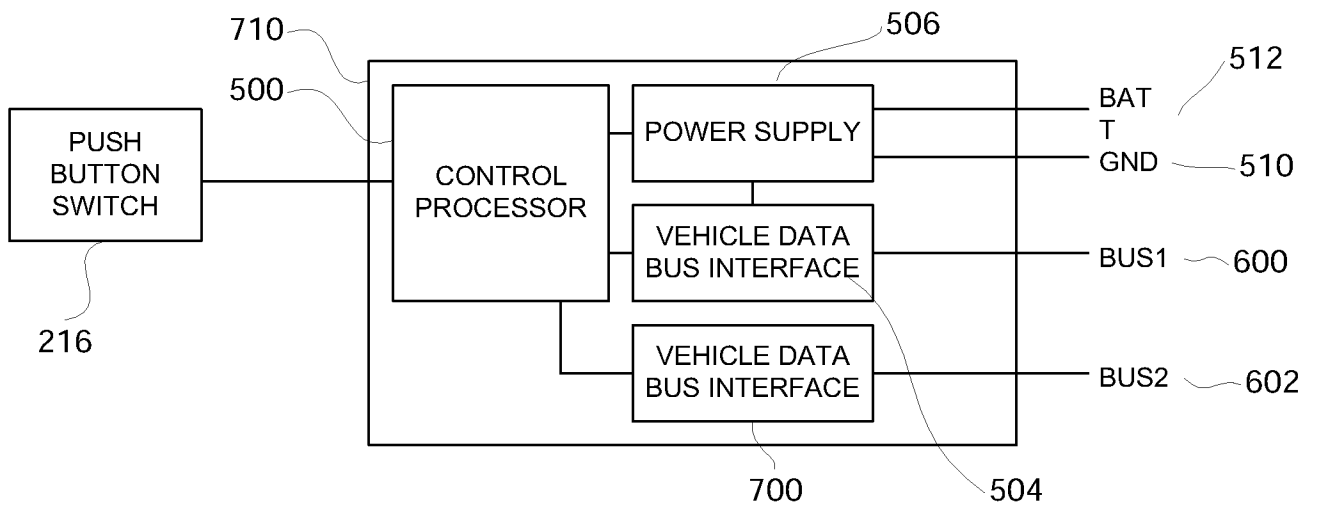 710
506
500
512
BAT
T
GND
510
PUSH
BUTTON
SWITCH
POWER SUPPLY
CONTROL
PROCESSOR
VEHICLE DATA
BUS INTERFACE
BUS1
600
216
VEHICLE DATA
BUS INTERFACE
BUS2
602
700
504